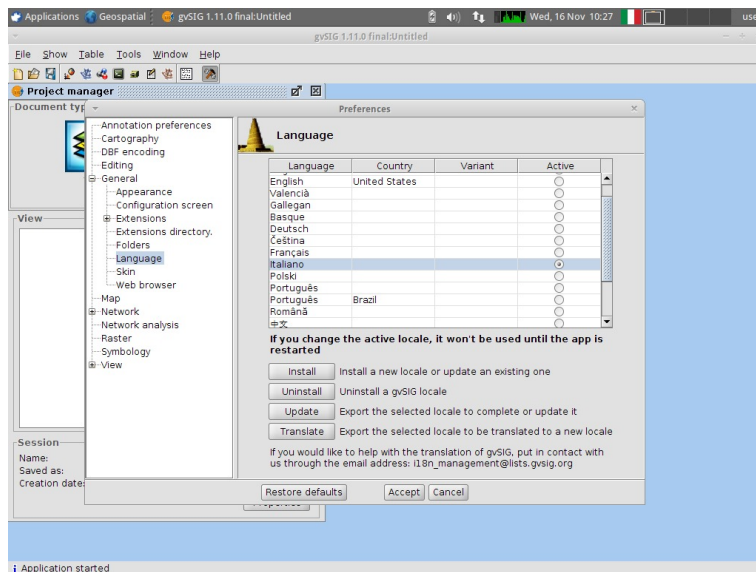 Applications Geospatial gvSIG 1.11.0 final:Untitled Wed, 16 Nov 10:27 use
gvSIG 1.11.0 final:Untitled
File Show Table Tools Window Help
Project manager
Document typ
Preferences
Annotation preferences
Cartography
DBF encoding
Editing
General
Appearance
Configuration screen
Extensions
Extensions directory.
Folders
Language
Skin
Web browser
Map
Network
Network analysis
Raster
Symbology
View
Language
Language Country Variant Active
English United States
Valencià
Gallegan
Basque
Deutsch
Čeština
Français
Italiano
Polski
Português
Português Brazil
Română
中文
If you change the active locale, it won't be used until the app is
restarted
Install Install a new locale or update an existing one
Uninstall Uninstall a gvSIG locale
Update Export the selected locale to complete or update it
Translate Export the selected locale to be translated to a new locale
If you would like to help with the translation of gvSIG, put in contact with
us through the email address: i18n_management@lists.gvsig.org
Restore defaults Accept Cancel
View
Session
Name:
Saved as:
Creation date:
Application started